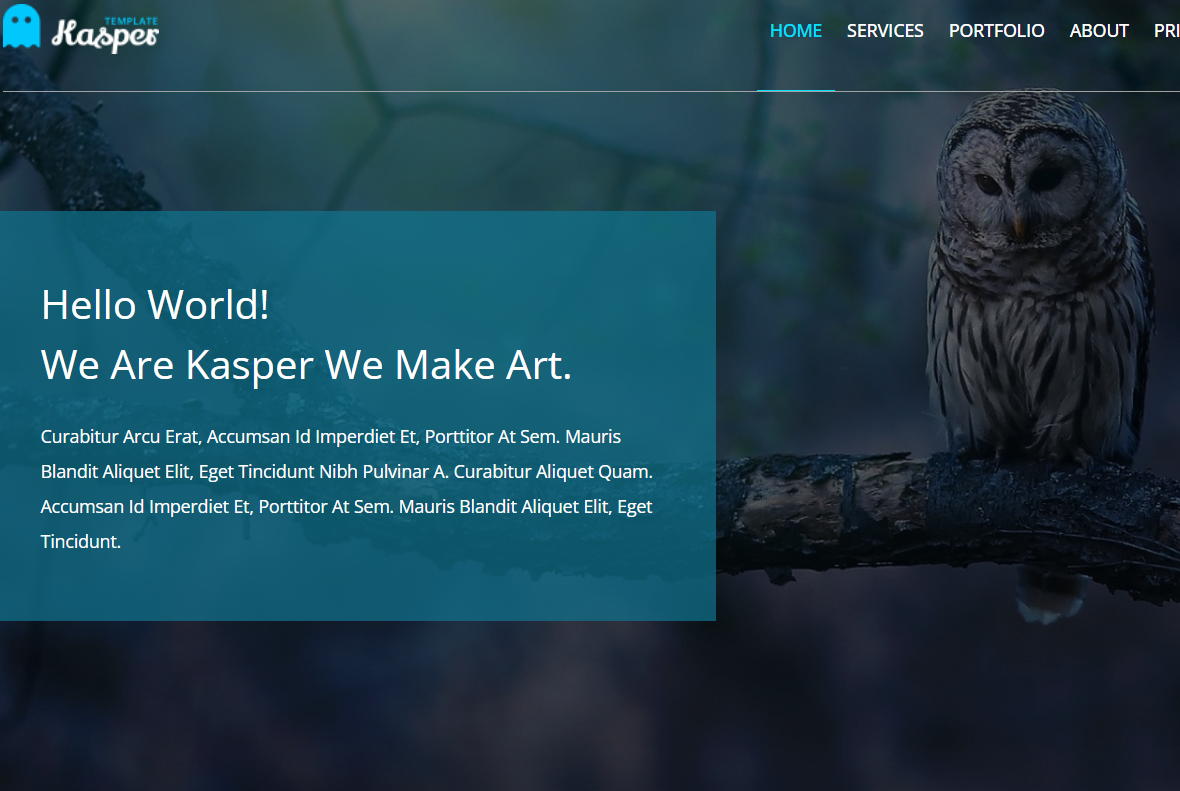 TEMPLATE
Kasper
HOME SERVICES PORTFOLIO ABOUT PRI
Hello World!
We Are Kasper We Make Art.
Curabitur Arcu Erat, Accumsan Id Imperdiet Et, Porttitor At Sem. Mauris
Blandit Aliquet Elit, Eget Tincidunt Nibh Pulvinar A. Curabitur Aliquet Quam.
Accumsan Id Imperdiet Et, Porttitor At Sem. Mauris Blandit Aliquet Elit, Eget
Tincidunt.